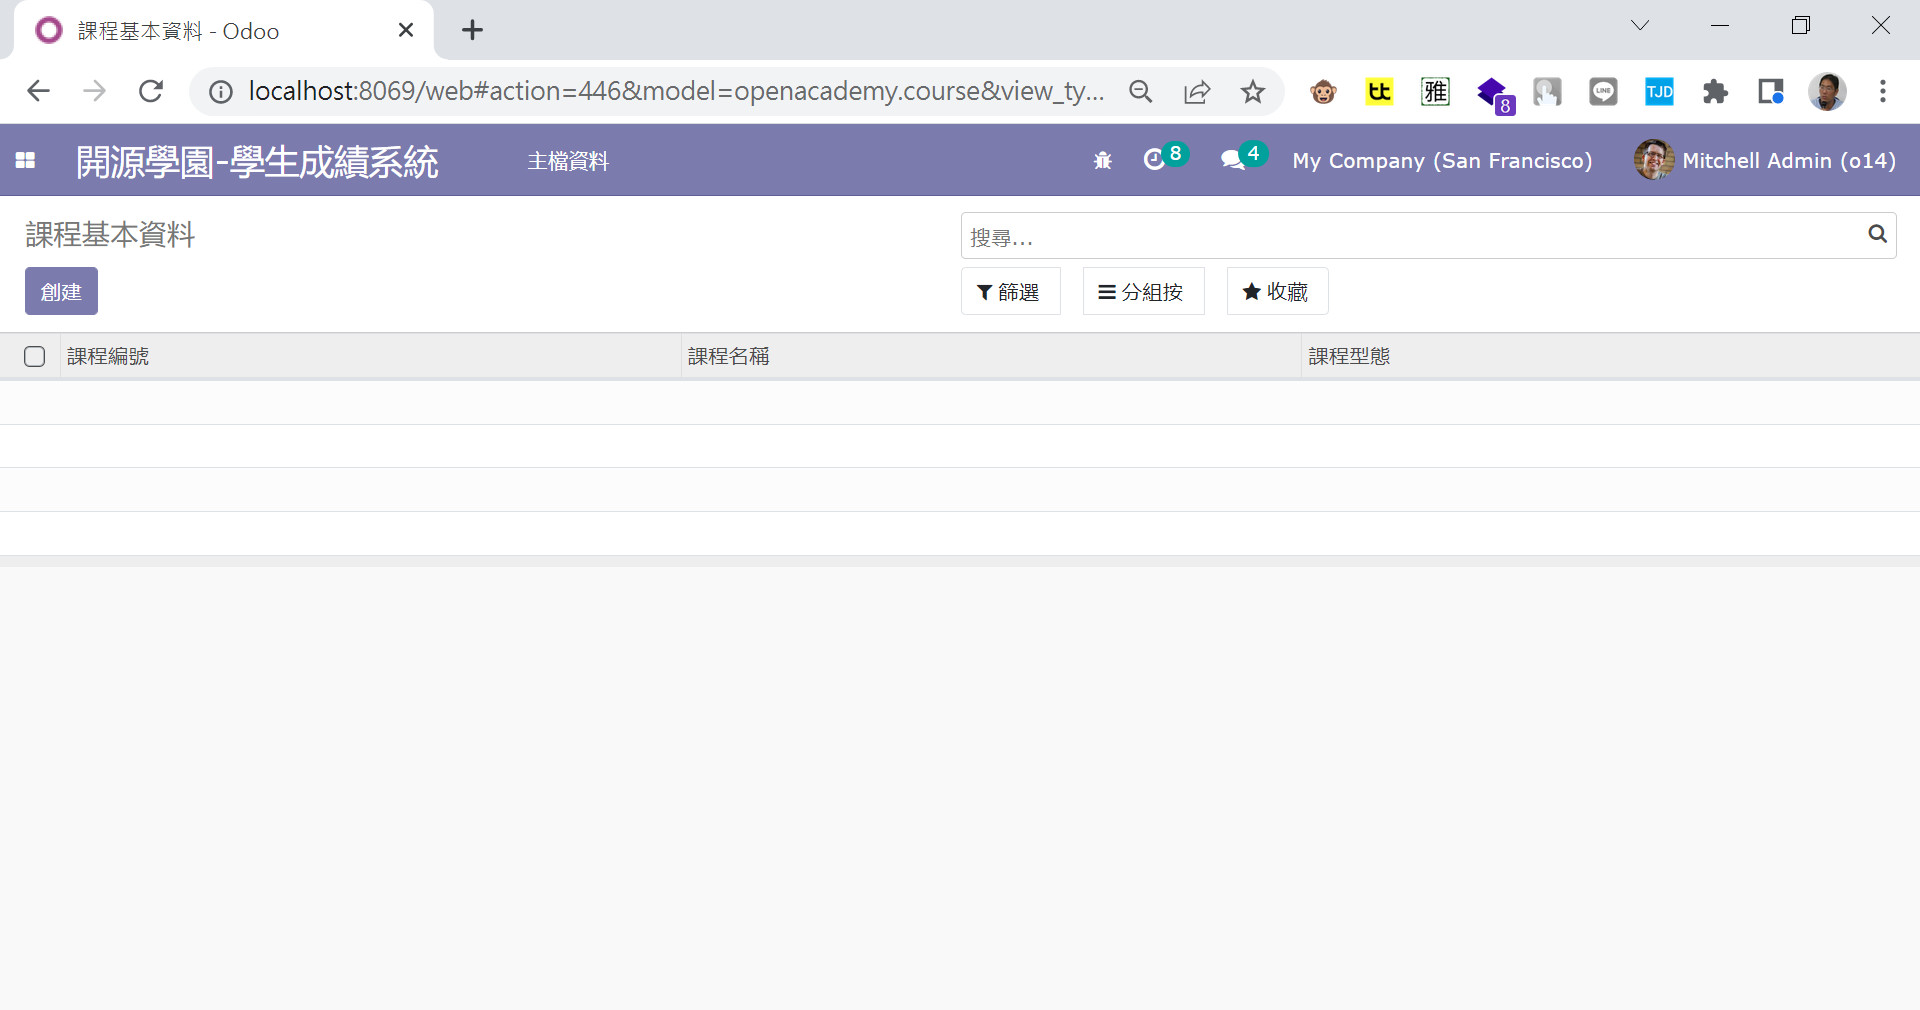 課程基本資料 - Odoo
localhost:8069/web#action=446&model=openacademy.course&view_ty...
tt
雅
8
LINE
TJD
開源學園-學生成績系統
主檔資料
8
4
My Company (San Francisco)
Mitchell Admin (o14)
課程基本資料
搜尋...
創建
篩選
分組按
收藏
課程編號
課程名稱
課程型態